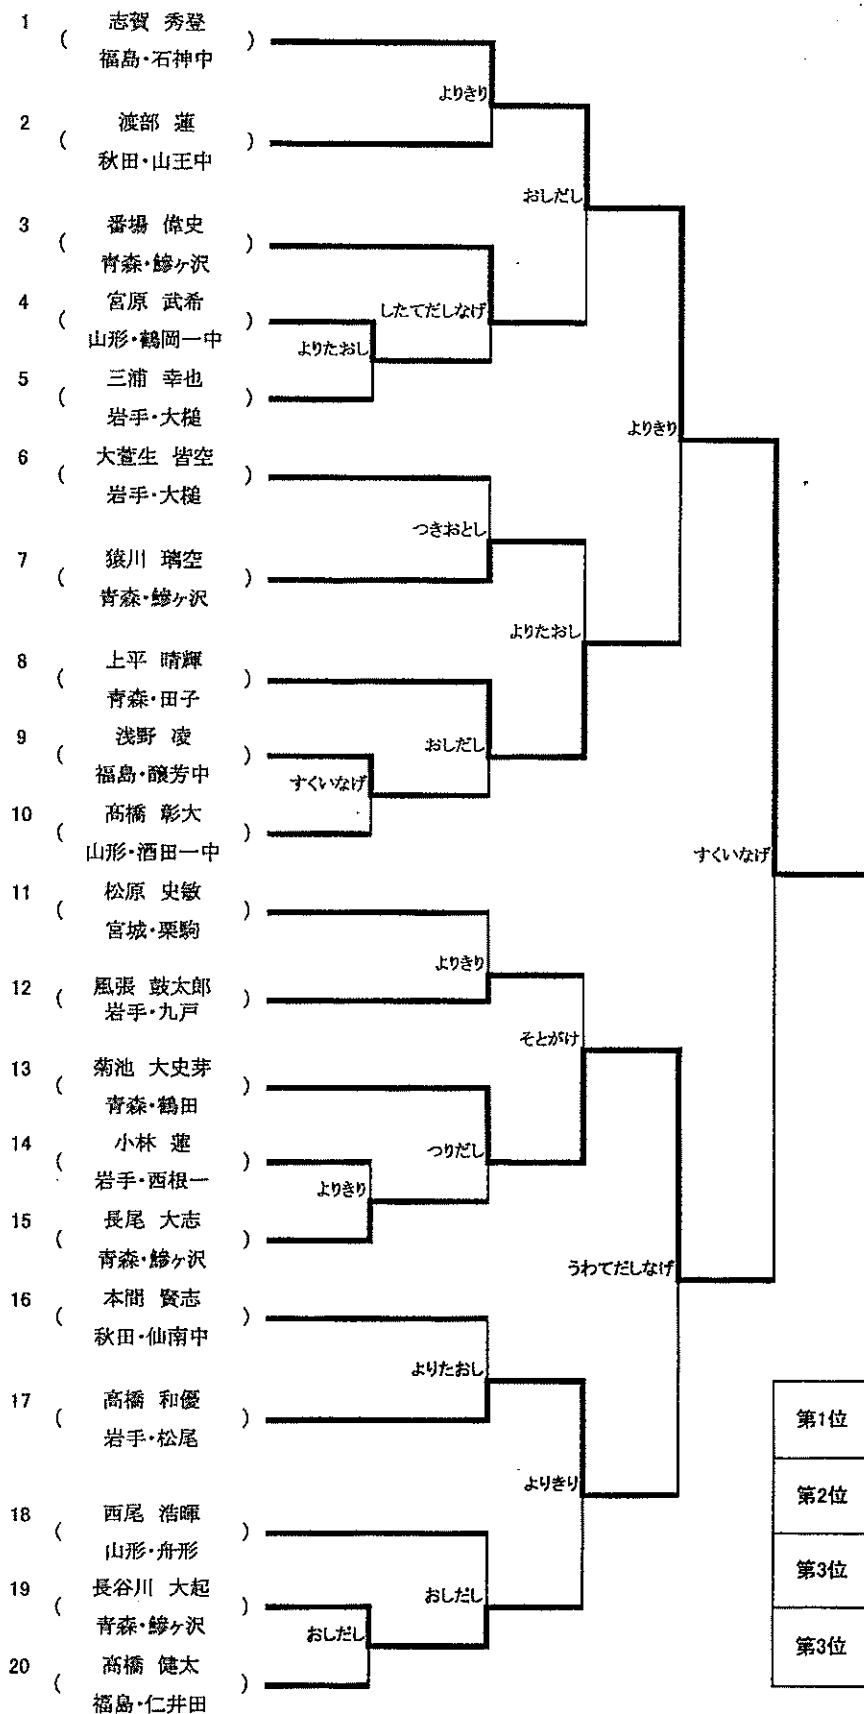 1
志賀 秀登
( )
福島・石神中
よりきり
2
渡部 蓮
( )
秋田・山王中
おしだし
3
番場 偉史
( )
青森・鰺ヶ沢
4
宮原 武希
( )
したてだしなげ
山形・鶴岡一中
よりたおし
5
三浦 幸也
( )
岩手・大槌
よりきり
6
大萱生 皆空
( )
岩手・大槌
つきおとし
7
猿川 璃空
( )
青森・鰺ヶ沢
よりたおし
8
上平 晴輝
( )
青森・田子
9
浅野 凌
( )
おしだし
福島・醸芳中
すくいなげ
10
髙橋 彰大
( )
山形・酒田一中
すくいなげ
11
松原 史敏
( )
宮城・栗駒
よりきり
12
風張 鼓太郎
( )
岩手・九戸
そとがけ
13
菊池 大史芽
( )
青森・鶴田
14
小林 蓮
( )
つりだし
岩手・西根一
よりきり
15
長尾 大志
( )
青森・鰺ヶ沢
うわてだしなげ
16
本間 賢志
( )
秋田・仙南中
よりたおし
17
高橋 和優
( )
岩手・松尾
よりきり
18
西尾 浩暉
( )
山形・舟形
19
長谷川 大起
( )
おしだし
青森・鰺ヶ沢
おしだし
20
髙橋 健太
( )
福島・仁井田
第1位
第2位
第3位
第3位